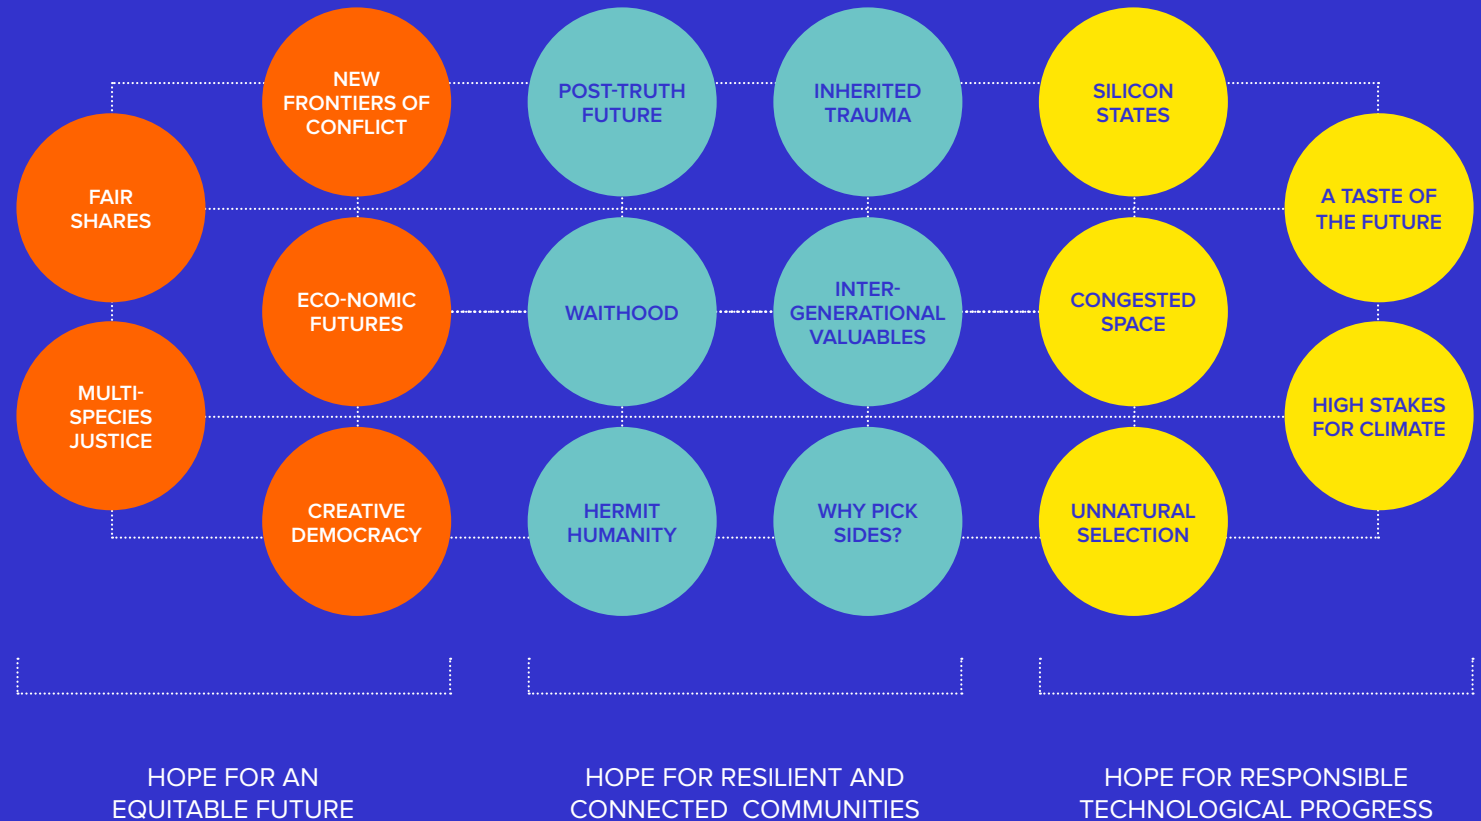 NEW
FRONTIERS OF
CONFLICT
POST-TRUTH
FUTURE
INHERITED
TRAUMA
SILICON
STATES
FAIR
SHARES
A TASTE OF
THE FUTURE
ECO-NOMIC
FUTURES
WAITHOOD
INTER-
GENERATIONAL
VALUABLES
CONGESTED
SPACE
MULTI-
SPECIES
JUSTICE
HIGH STAKES
FOR CLIMATE
CREATIVE
DEMOCRACY
HERMIT
HUMANITY
WHY PICK
SIDES?
UNNATURAL
SELECTION
HOPE FOR AN
EQUITABLE FUTURE
HOPE FOR RESILIENT AND
CONNECTED COMMUNITIES
HOPE FOR RESPONSIBLE
TECHNOLOGICAL PROGRESS